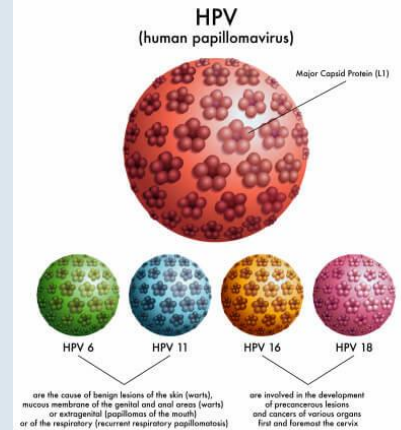 HPV
(human papillomavirus)
Major Capsid Protein (L1)
HPV 6
HPV 11
HPV 16
HPV 18
are the cause of benign lesions of the skin (warts),
mucous membrane of the genital and anal areas (warts)
or extragenital [papillomas of the mouth)
or of the respiratory (recurrent respiratory papillomatosis)
are involved in the development
of precancerous lesions
and cancers of various organs
first and foremost the cervix